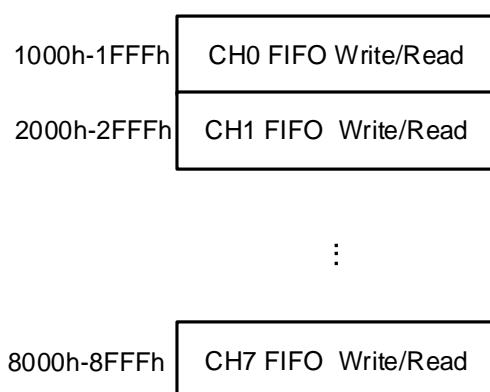 1000h-1FFFh CH0 FIFO Write/Read
2000h-2FFFh CH1 FIFO Write/Read
⋮
8000h-8FFFh CH7 FIFO Write/Read